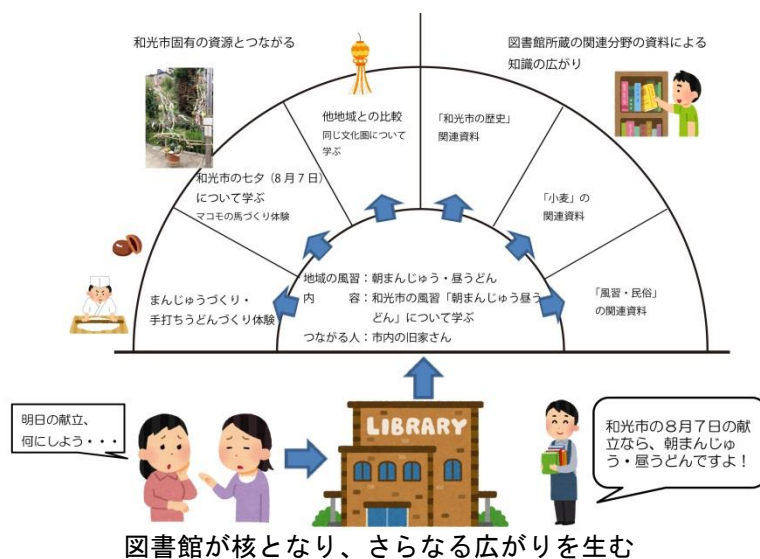 和光市固有の資源とつながる
図書館所蔵の関連分野の資料による
知識の広がり
他地域との比較
同じ文化圏について
学ぶ
「和光市の歴史」
関連資料
和光市の七夕（8月7日）
について学ぶ
マコモの馬づくり体験
「小麦」の
関連資料
まんじゅうづくり・
手打ちうどんづくり体験
地域の風習：朝まんじゅう・昼うどん
内　　　容：和光市の風習「朝まんじゅう昼う
どん」について学ぶ
つながる人：市内の旧家さん
「風習・民俗」
の関連資料
明日の献立、
何にしよう・・・
LIBRARY
和光市の８月７日の献
立なら、朝まんじゅ
う・昼うどんですよ！
図書館が核となり、さらなる広がりを生む